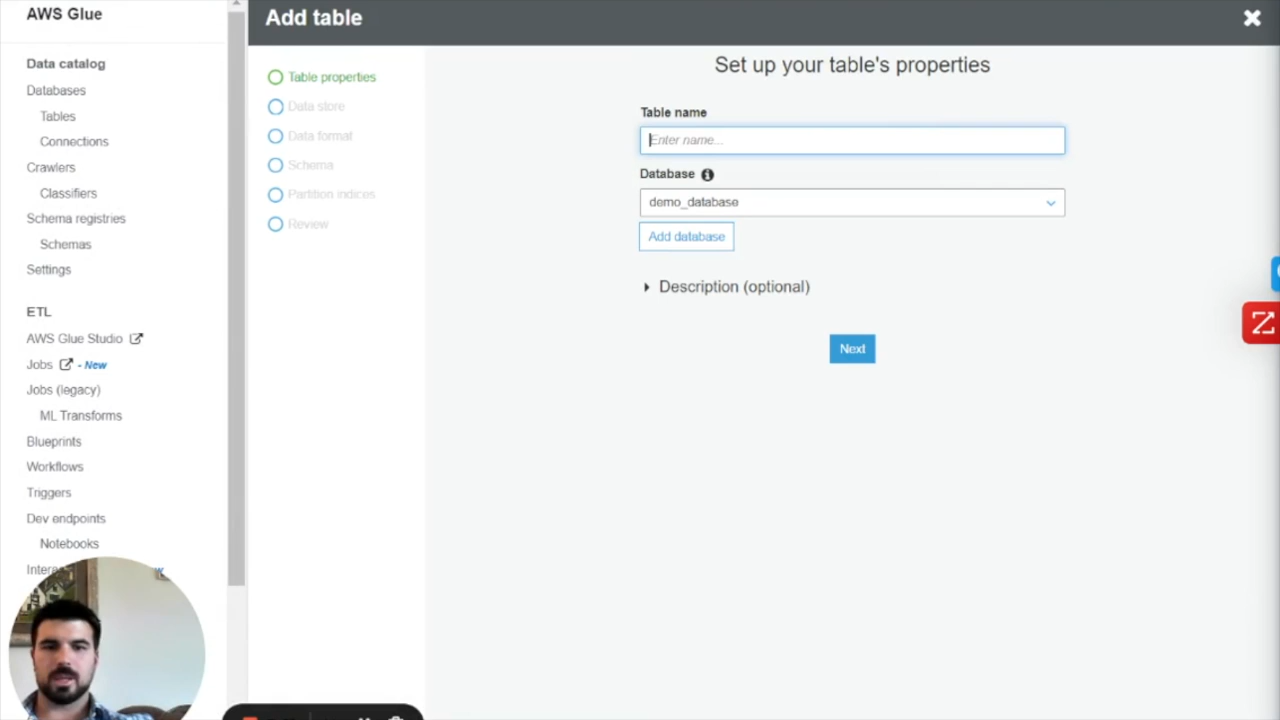 AWS Glue
Data catalog
Databases
Tables
Connections
Crawlers
Classifiers
Schema registries
Schemas
Settings
ETL
AWS Glue Studio
Jobs - New
Jobs (legacy)
ML Transforms
Blueprints
Workflows
Triggers
Dev endpoints
Notebooks
Add table
Table properties
Data store
Data format
Schema
Partition indices
Review
Set up your table's properties
Table name
Enter name...
Database
demo_database
Add database
Description (optional)
Next